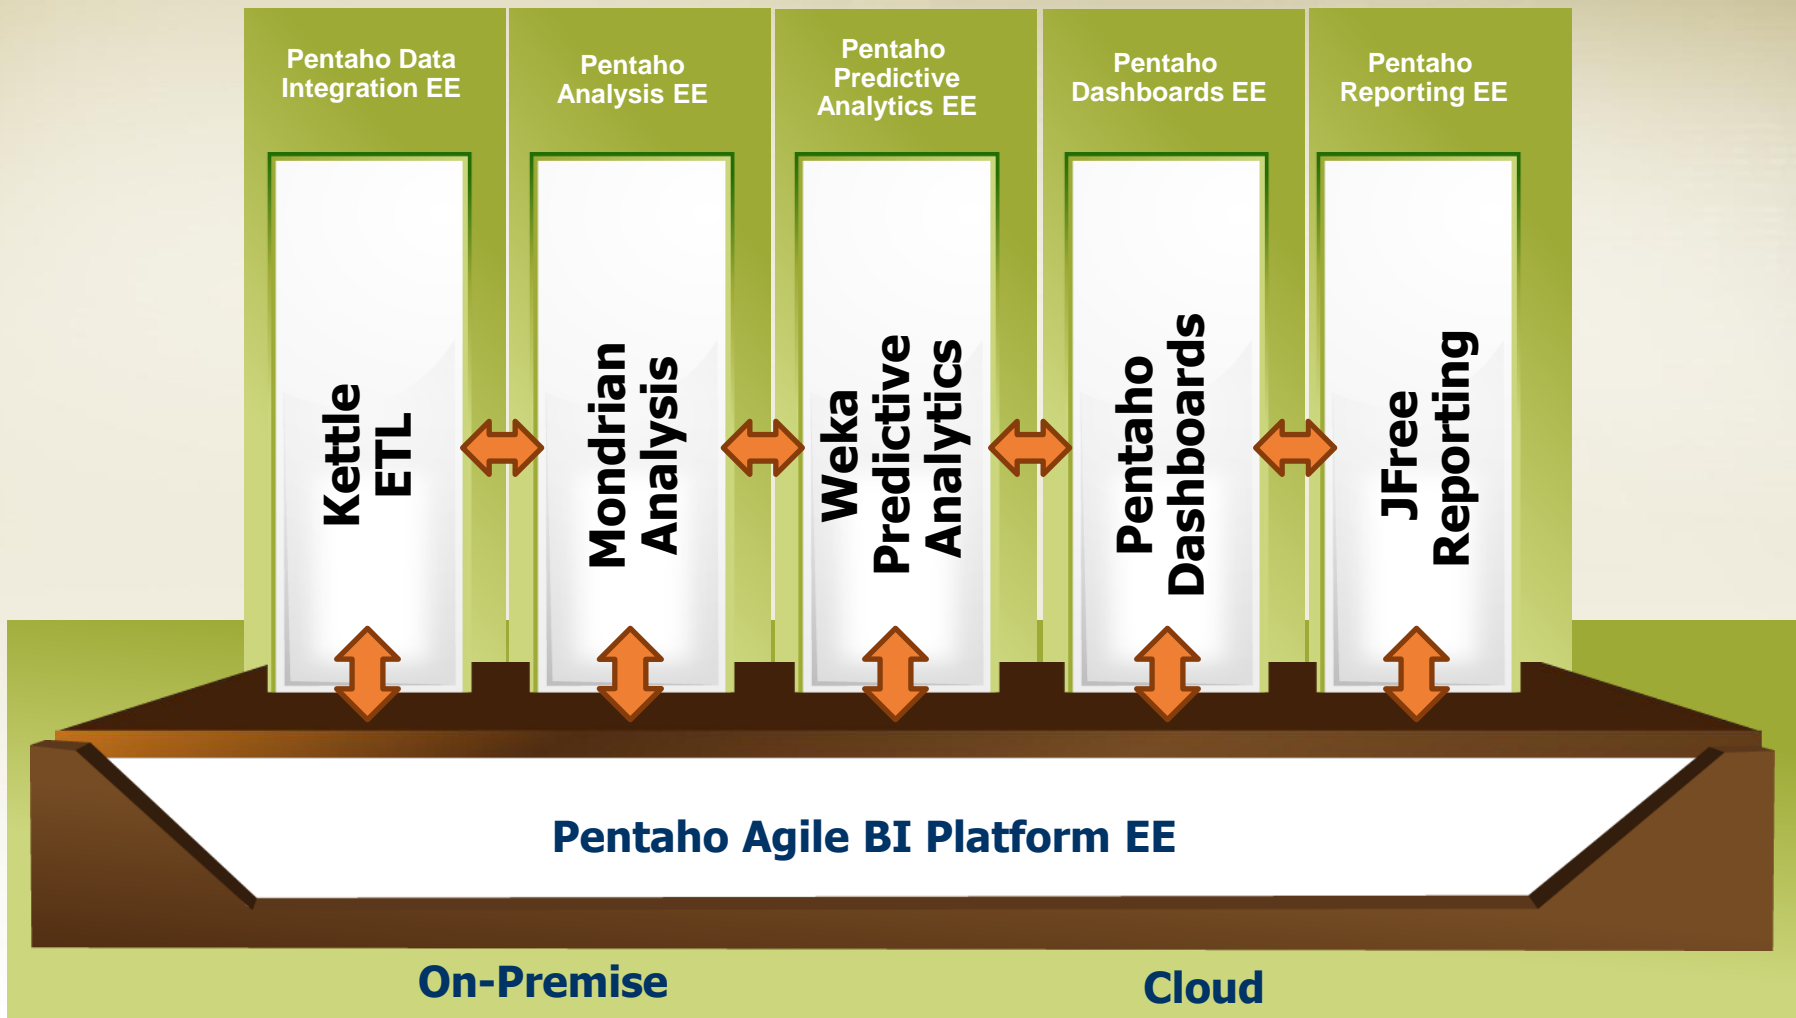 Pentaho Data
Integration EE
Pentaho
Analysis EE
Pentaho
Predictive
Analytics EE
Pentaho
Dashboards EE
Pentaho
Reporting EE
Kettle
ETL
Mondrian
Analysis
Weka
Predictive
Analytics
Pentaho
Dashboards
JFree
Reporting
Pentaho Agile BI Platform EE
On-Premise
Cloud